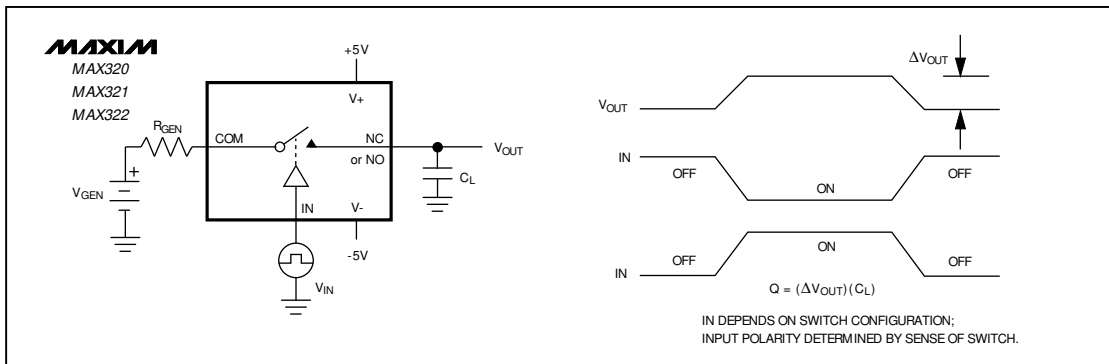 MAXIM
MAX320
MAX321
MAX322
+5V
V+
RGEN
COM
NC
or NO
VOUT
CL
VGEN
+
IN
V-
-5V
VIN
ΔVOUT
VOUT
IN
OFF
ON
OFF
IN
OFF
ON
OFF
Q = (ΔVOUT)(CL)
IN DEPENDS ON SWITCH CONFIGURATION;
INPUT POLARITY DETERMINED BY SENSE OF SWITCH.